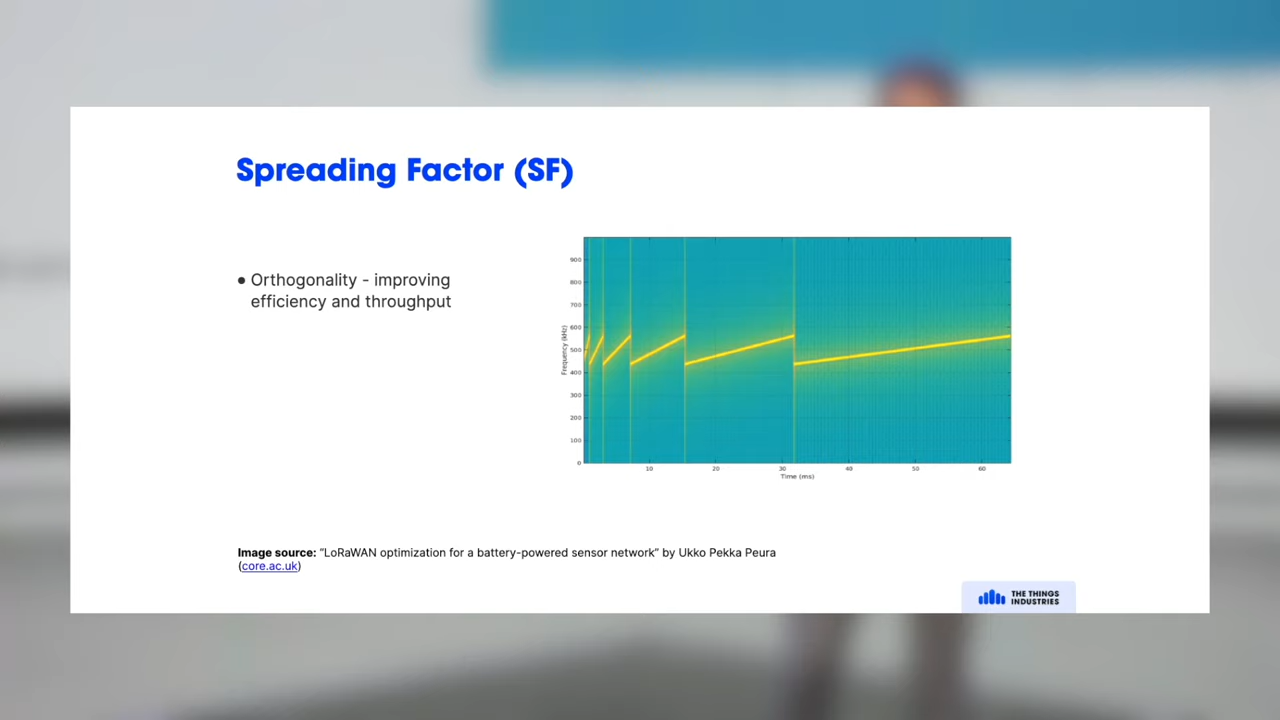 Spreading Factor (SF)
● Orthogonality - improving
efficiency and throughput
900
800
700
600
500
400
300
200
100
0
Frequency (kHz)
10 20 30 40 50 60
Time (ms)
Image source: “LoRaWAN optimization for a battery-powered sensor network” by Ukko Pekka Peura
(core.ac.uk)
THE THINGS
INDUSTRIES